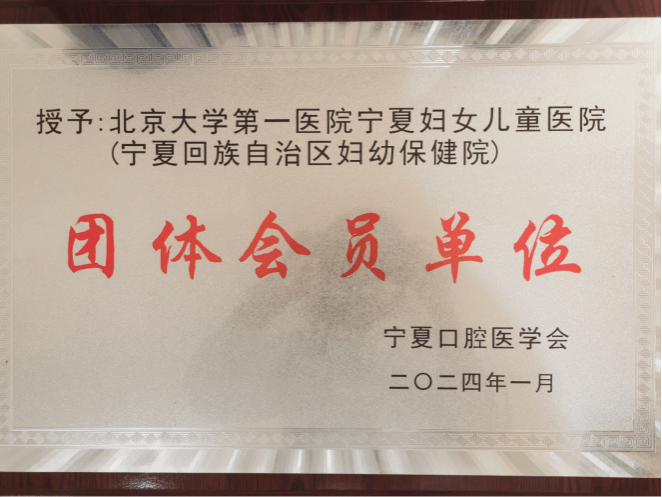 授予:北京大学第一医院宁夏妇女儿童医院
(宁夏回族自治区妇幼保健院)
团体会员单位
宁夏口腔医学会
二〇二四年一月